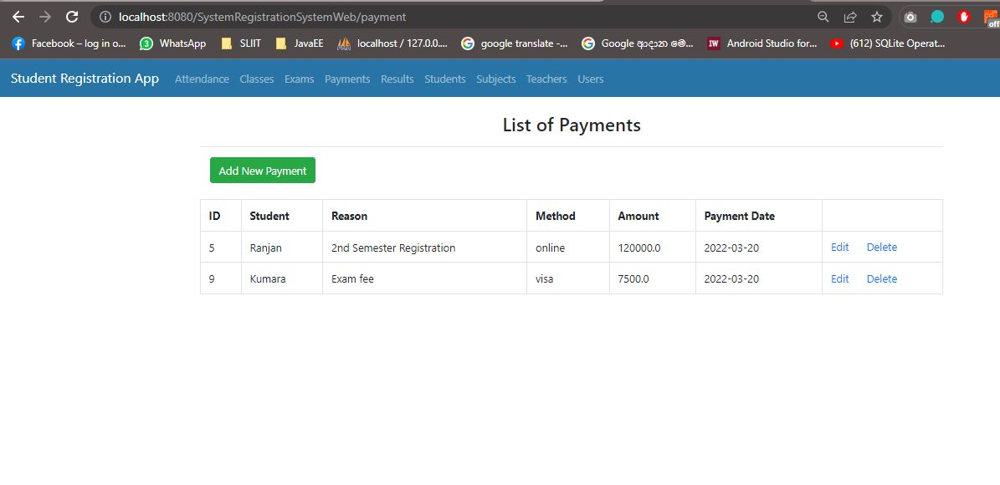 localhost:8080/SystemRegistrationSystemWeb/payment
off
Facebook – log in o... WhatsApp SLIIT JavaEE localhost / 127.0.0.... google translate -... Google ආදාන මෙ... IW Android Studio for... (612) SQLite Operat...
3
Student Registration App Attendance Classes Exams Payments Results Students Subjects Teachers Users
List of Payments
Add New Payment
ID Student Reason Method Amount Payment Date
5 Ranjan 2nd Semester Registration online 120000.0 2022-03-20 Edit Delete
9 Kumara Exam fee visa 7500.0 2022-03-20 Edit Delete